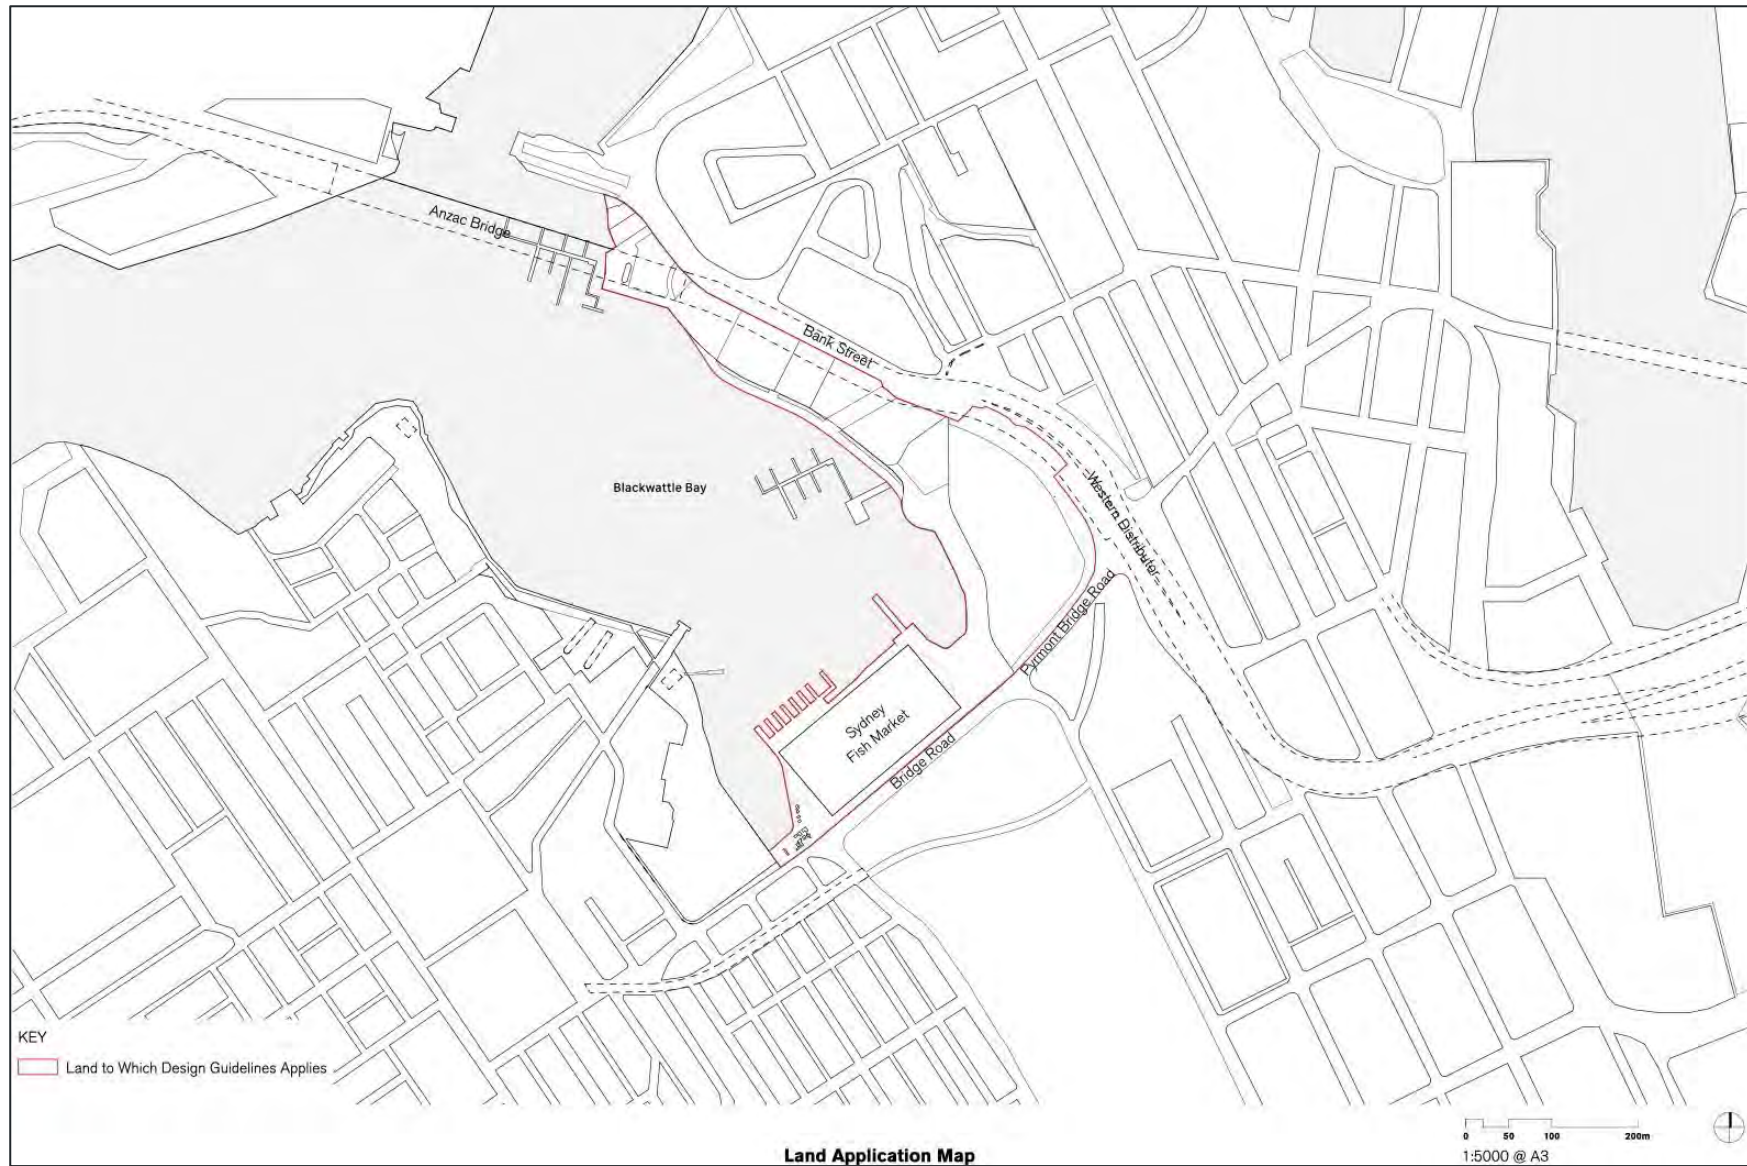 Anzac Bridge
Bank Street
Blackwattle Bay
Western Distributor
Pyrmont Bridge Road
Sydney
Fish Market
Bridge Road
KEY
Land to Which Design Guidelines Applies
0 50 100 200m
1:5000 @ A3
Land Application Map